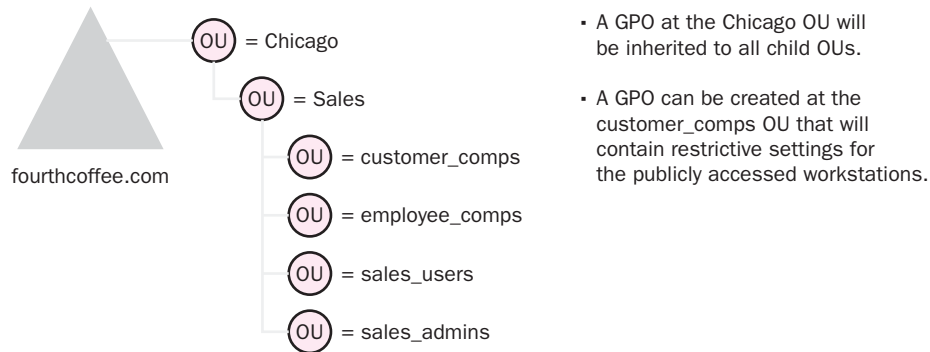 OU = Chicago
OU = Sales
OU = customer_comps
OU = employee_comps
OU = sales_users
OU = sales_admins
fourthcoffee.com
▪ A GPO at the Chicago OU will
be inherited to all child OUs.
▪ A GPO can be created at the
customer_comps OU that will
contain restrictive settings for
the publicly accessed workstations.